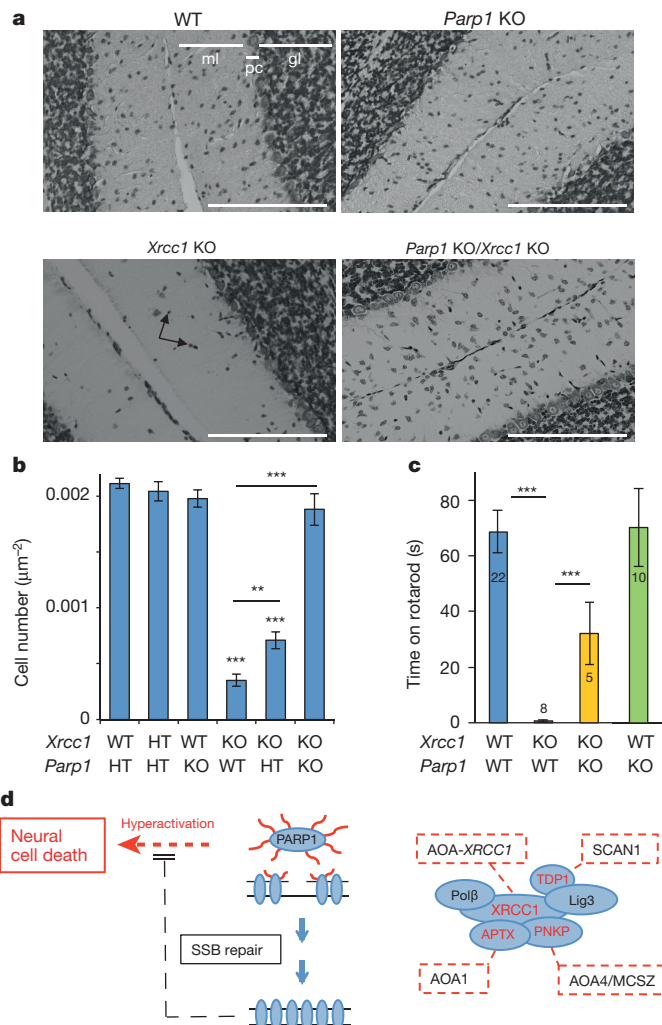 a
WT
Parp1 KO
ml
pc
gl
Xrcc1 KO
Parp1 KO/Xrcc1 KO
b
Cell number (μm⁻²)
0.002
0.001
0
***
**
***
***
Xrcc1 WT HT WT KO KO KO
Parp1 HT HT KO WT HT KO
c
Time on rotarod (s)
80
60
40
20
0
***
***
22
8
5
10
Xrcc1 WT KO KO WT
Parp1 WT WT KO KO
d
Neural
cell death
Hyperactivation
PARP1
SSB repair
AOA-XRCC1
SCAN1
TDP1
Polβ
Lig3
XRCC1
APTX
PNKP
AOA1
AOA4/MCSZ